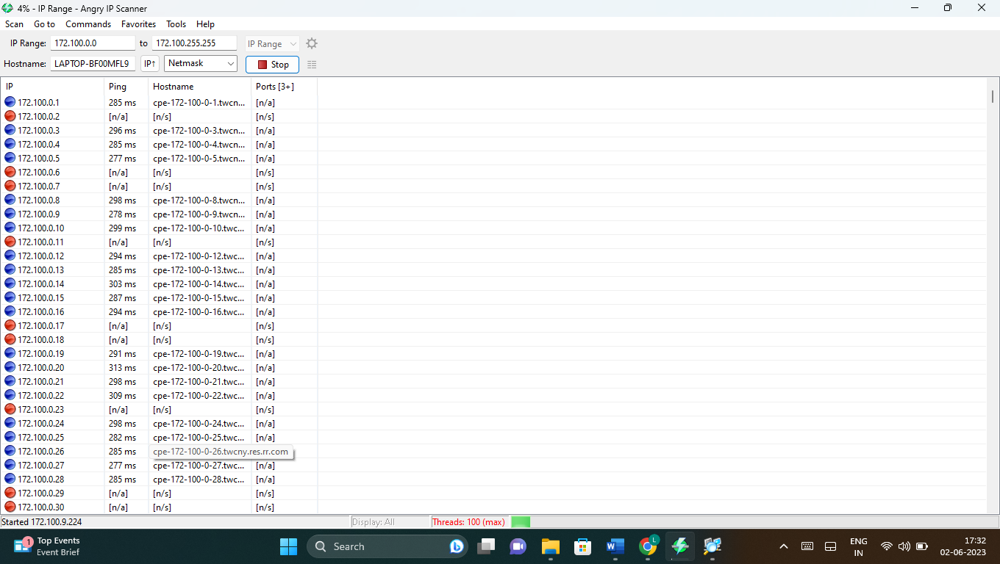 4% - IP Range - Angry IP Scanner
Scan Go to Commands Favorites Tools Help
IP Range: 172.100.0.0 to 172.100.255.255 IP Range
Hostname: LAPTOP-BF00MFL9 IP↑ Netmask Stop
IP Ping Hostname Ports [3+]
172.100.0.1 285 ms cpe-172-100-0-1.twcn... [n/a]
172.100.0.2 [n/a] [n/s] [n/s]
172.100.0.3 296 ms cpe-172-100-0-3.twcn... [n/a]
172.100.0.4 285 ms cpe-172-100-0-4.twcn... [n/a]
172.100.0.5 277 ms cpe-172-100-0-5.twcn... [n/a]
172.100.0.6 [n/a] [n/s] [n/s]
172.100.0.7 [n/a] [n/s] [n/s]
172.100.0.8 298 ms cpe-172-100-0-8.twcn... [n/a]
172.100.0.9 278 ms cpe-172-100-0-9.twcn... [n/a]
172.100.0.10 299 ms cpe-172-100-0-10.twc... [n/a]
172.100.0.11 [n/a] [n/s] [n/s]
172.100.0.12 294 ms cpe-172-100-0-12.twc... [n/a]
172.100.0.13 285 ms cpe-172-100-0-13.twc... [n/a]
172.100.0.14 303 ms cpe-172-100-0-14.twc... [n/a]
172.100.0.15 287 ms cpe-172-100-0-15.twc... [n/a]
172.100.0.16 294 ms cpe-172-100-0-16.twc... [n/a]
172.100.0.17 [n/a] [n/s] [n/s]
172.100.0.18 [n/a] [n/s] [n/s]
172.100.0.19 291 ms cpe-172-100-0-19.twc... [n/a]
172.100.0.20 313 ms cpe-172-100-0-20.twc... [n/a]
172.100.0.21 298 ms cpe-172-100-0-21.twc... [n/a]
172.100.0.22 309 ms cpe-172-100-0-22.twc... [n/a]
172.100.0.23 [n/a] [n/s] [n/s]
172.100.0.24 298 ms cpe-172-100-0-24.twc... [n/a]
172.100.0.25 282 ms cpe-172-100-0-25.twc... [n/a]
172.100.0.26 285 ms cpe-172-100-0-26.twcny.res.rr.com
172.100.0.27 277 ms cpe-172-100-0-27.twc... [n/a]
172.100.0.28 285 ms cpe-172-100-0-28.twc... [n/a]
172.100.0.29 [n/a] [n/s] [n/s]
172.100.0.30 [n/a] [n/s] [n/s]
Started 172.100.9.224 Display: All Threads: 100 (max)
1 Top Events
Event Brief
Search
W
L
ENG
IN
17:32
02-06-2023